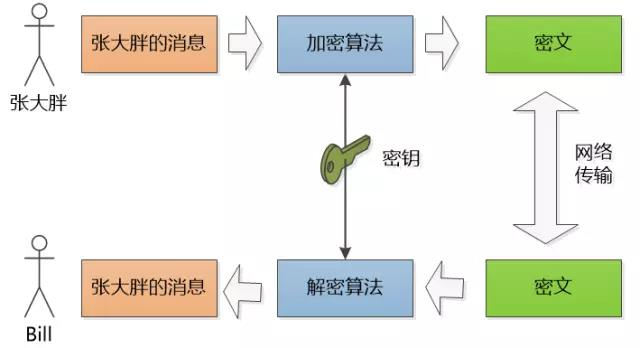 张大胖的消息
加密算法
密文
张大胖
密钥
网络
传输
张大胖的消息
解密算法
密文
Bill